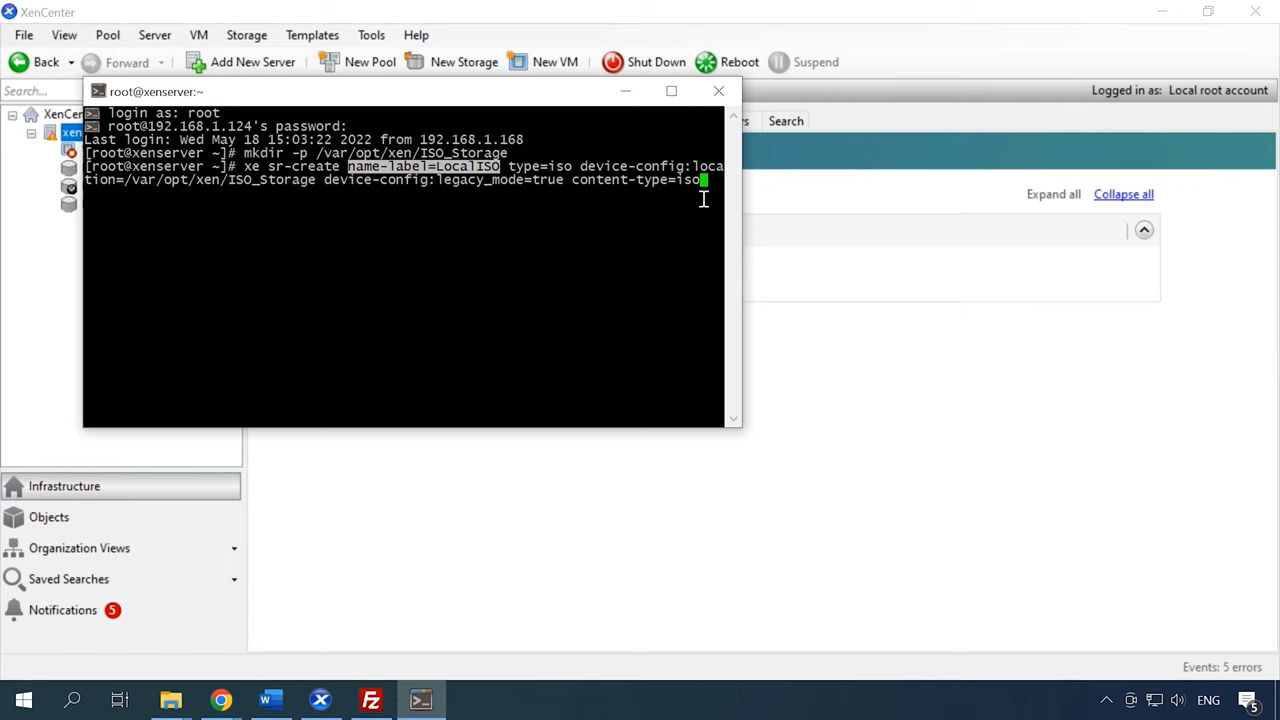 XenCenter
File View Pool Server VM Storage Templates Tools Help
Back Forward Add New Server New Pool New Storage New VM Shut Down Reboot Suspend
Search...
Logged in as: Local root account
root@xenserver:~
XenCen
xens
Search
login as: root
root@192.168.1.124's password:
Last login: Wed May 18 15:03:22 2022 from 192.168.1.168
[root@xenserver ~]# mkdir -p /var/opt/xen/ISO_Storage
[root@xenserver ~]# xe sr-create name-label=LocalISO type=iso device-config:loca
tion=/var/opt/xen/ISO_Storage device-config:legacy_mode=true content-type=iso
Expand all Collapse all
Infrastructure
Objects
Organization Views
Saved Searches
Notifications 5
Events: 5 errors
ENG 5